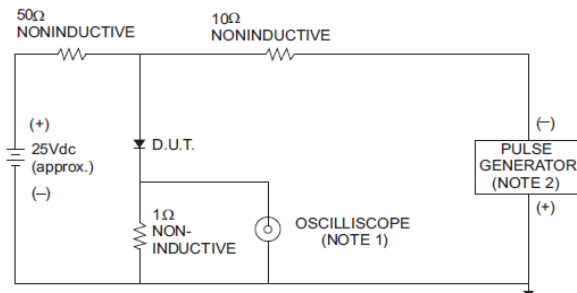 50Ω
NONINDUCTIVE
10Ω
NONINDUCTIVE
(+)
25Vdc
(approx.)
(–)
D.U.T.
1Ω
NON-
INDUCTIVE
OSCILLISCOPE
(NOTE 1)
(–)
PULSE
GENERATOR
(NOTE 2)
(+)